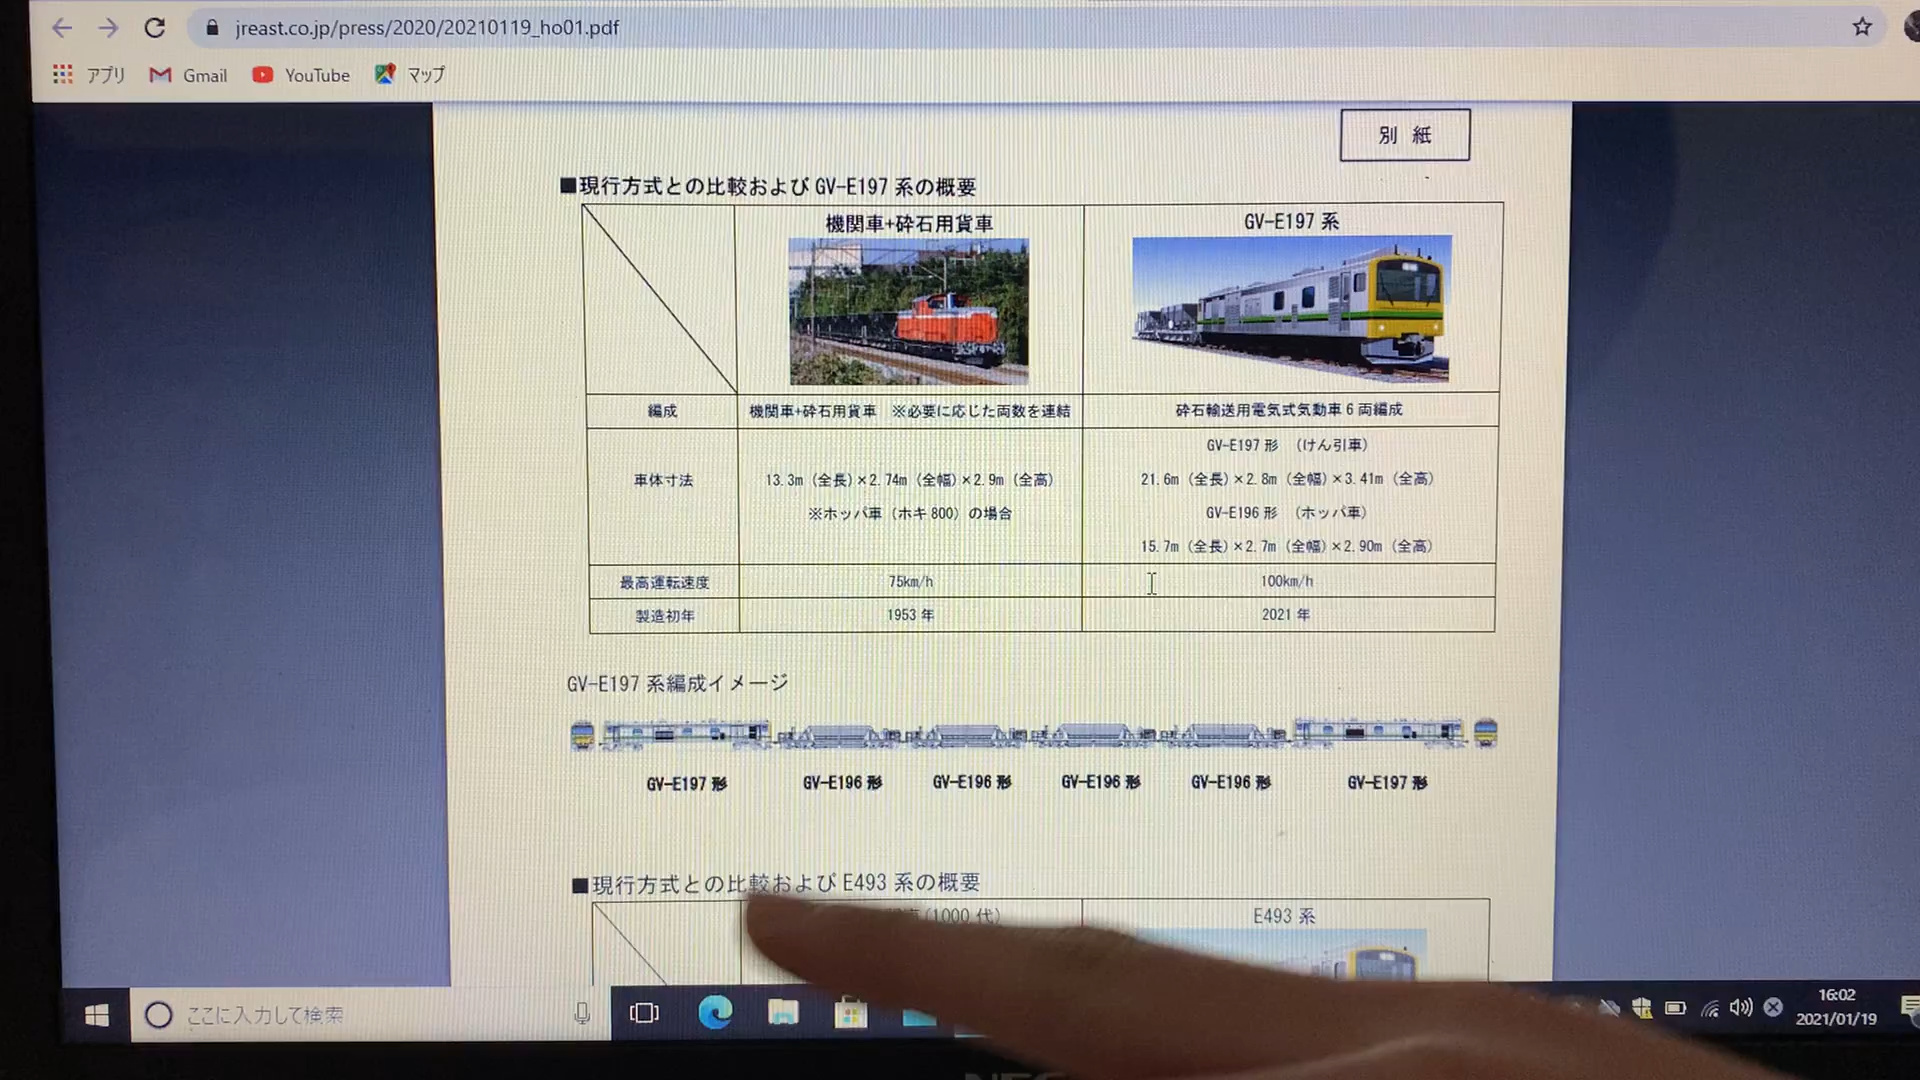 jreast.co.jp/press/2020/20210119_ho01.pdf
アプリ Gmail YouTube マップ
別 紙
■現行方式との比較および GV-E197 系の概要
機関車+砕石用貨車 GV-E197 系
編成 機関車+砕石用貨車 ※必要に応じた両数を連結 砕石輸送用電気式気動車 6 両編成
車体寸法
13.3m（全長）×2.74m（全幅）×2.9m（全高）
※ホッパ車（ホキ 800）の場合
GV-E197 形 （けん引車）
21.6m（全長）×2.8m（全幅）×3.41m（全高）
GV-E196 形 （ホッパ車）
15.7m（全長）×2.7m（全幅）×2.90m（全高）
最高運転速度 75km/h 100km/h
製造初年 1953 年 2021 年
GV-E197 系編成イメージ
GV-E197 形 GV-E196 形 GV-E196 形 GV-E196 形 GV-E196 形 GV-E197 形
■現行方式との比較および E493 系の概要
(1000 代) E493 系
ここに入力して検索
16:02
2021/01/19